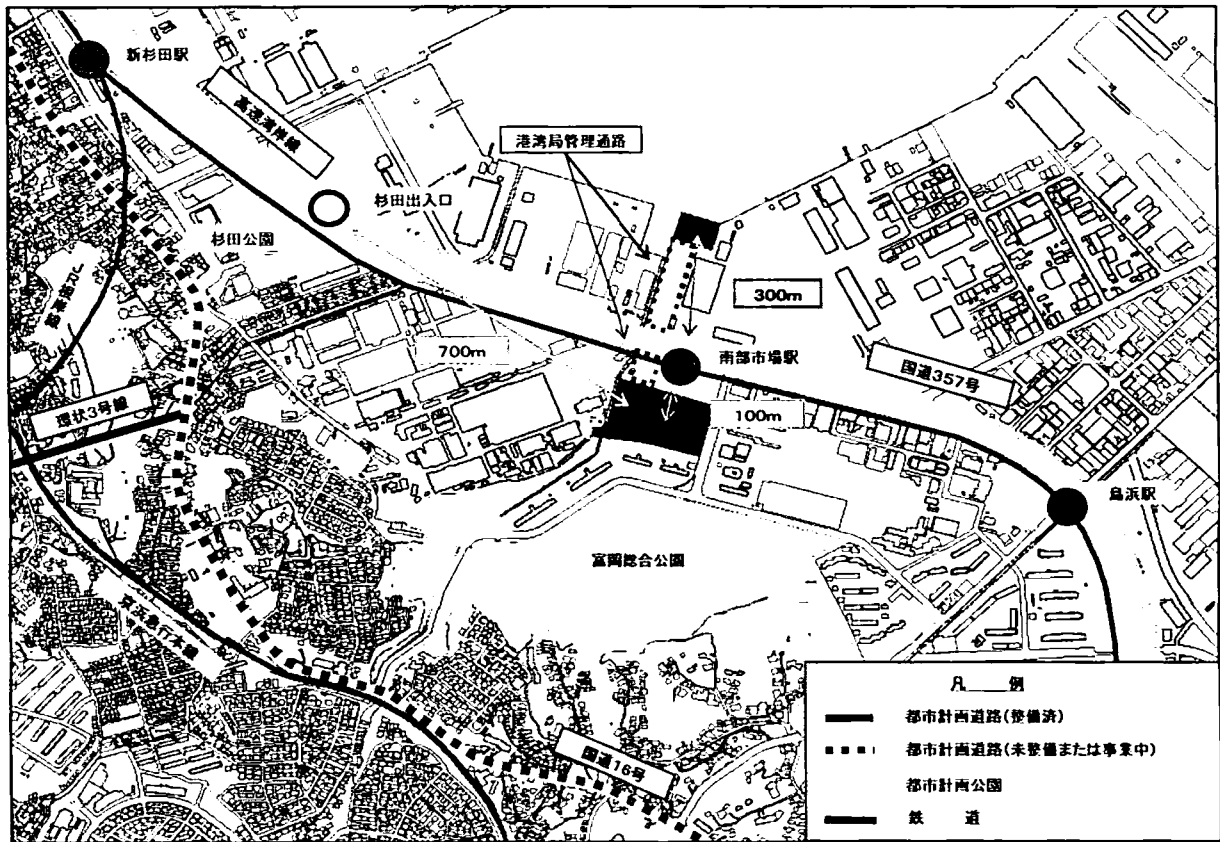 新杉田駅
高速湾岸線
港湾局管理通路
杉田出入口
杉田公園
300m
700m
南部市場駅
国道357号
環状3号線
100m
鳥浜駅
富岡総合公園
京浜急行本線
国道16号
凡 例
都市計画道路(整備済)
都市計画道路(未整備または事業中)
都市計画公園
鉄 道